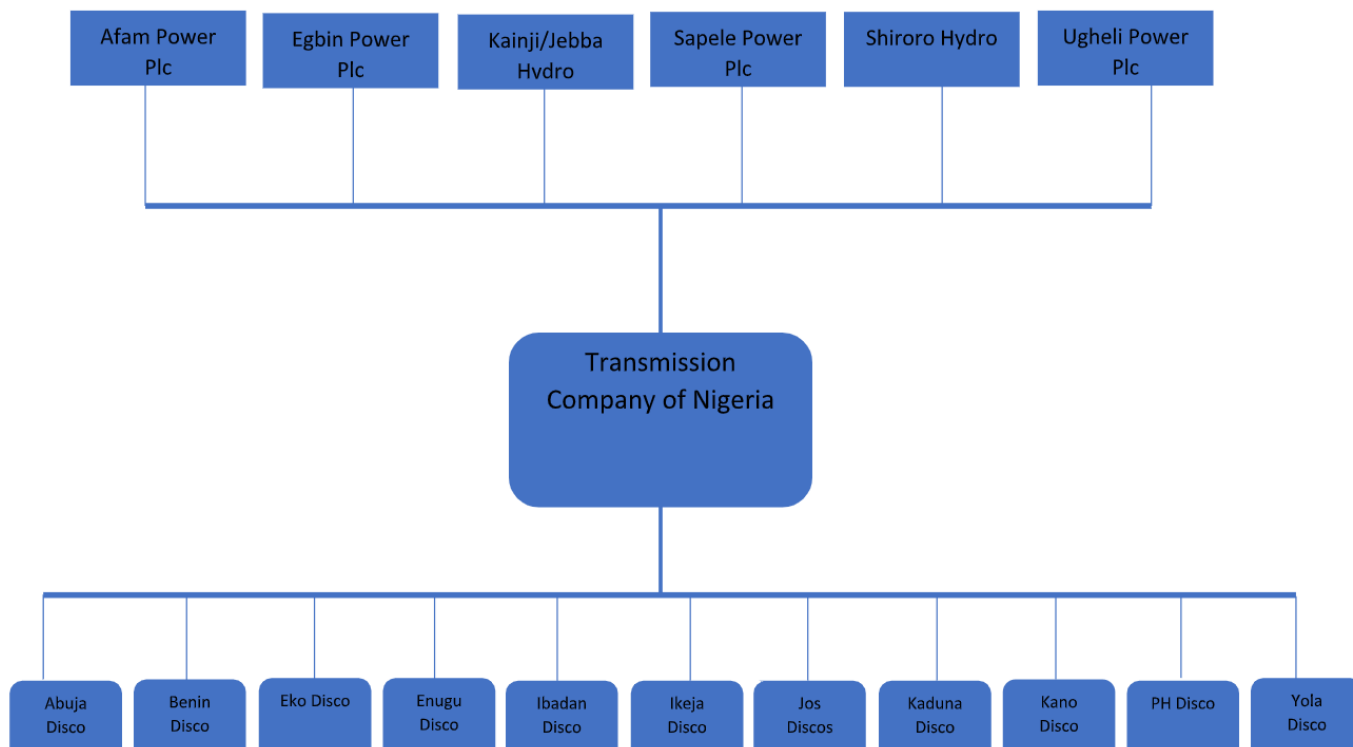 Afam Power
Plc
Egbin Power
Plc
Kainji/Jebba
Hvdro
Sapele Power
Plc
Shiroro Hydro
Ugheli Power
Plc
Transmission
Company of Nigeria
Abuja
Disco
Benin
Disco
Eko Disco
Enugu
Disco
Ibadan
Disco
Ikeja
Disco
Jos
Discos
Kaduna
Disco
Kano
Disco
PH Disco
Yola
Disco